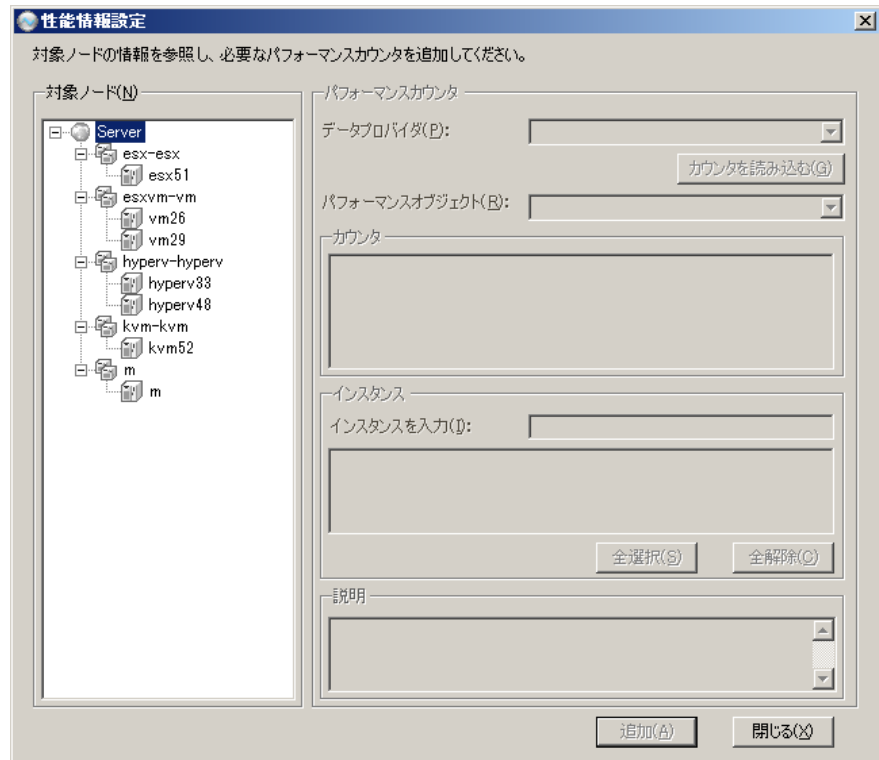 性能情報設定
対象ノードの情報を参照し、必要なパフォーマンスカウンタを追加してください。
対象ノード(N)
Server
esx-esx
esx51
esxvm-vm
vm26
vm29
hyperv-hyperv
hyperv33
hyperv48
kvm-kvm
kvm52
m
m
パフォーマンスカウンタ
データプロバイダ(P):
カウンタを読み込む(G)
パフォーマンスオブジェクト(R):
カウンタ
インスタンス
インスタンスを入力(I):
全選択(S)
全解除(C)
説明
追加(A)
閉じる(X)